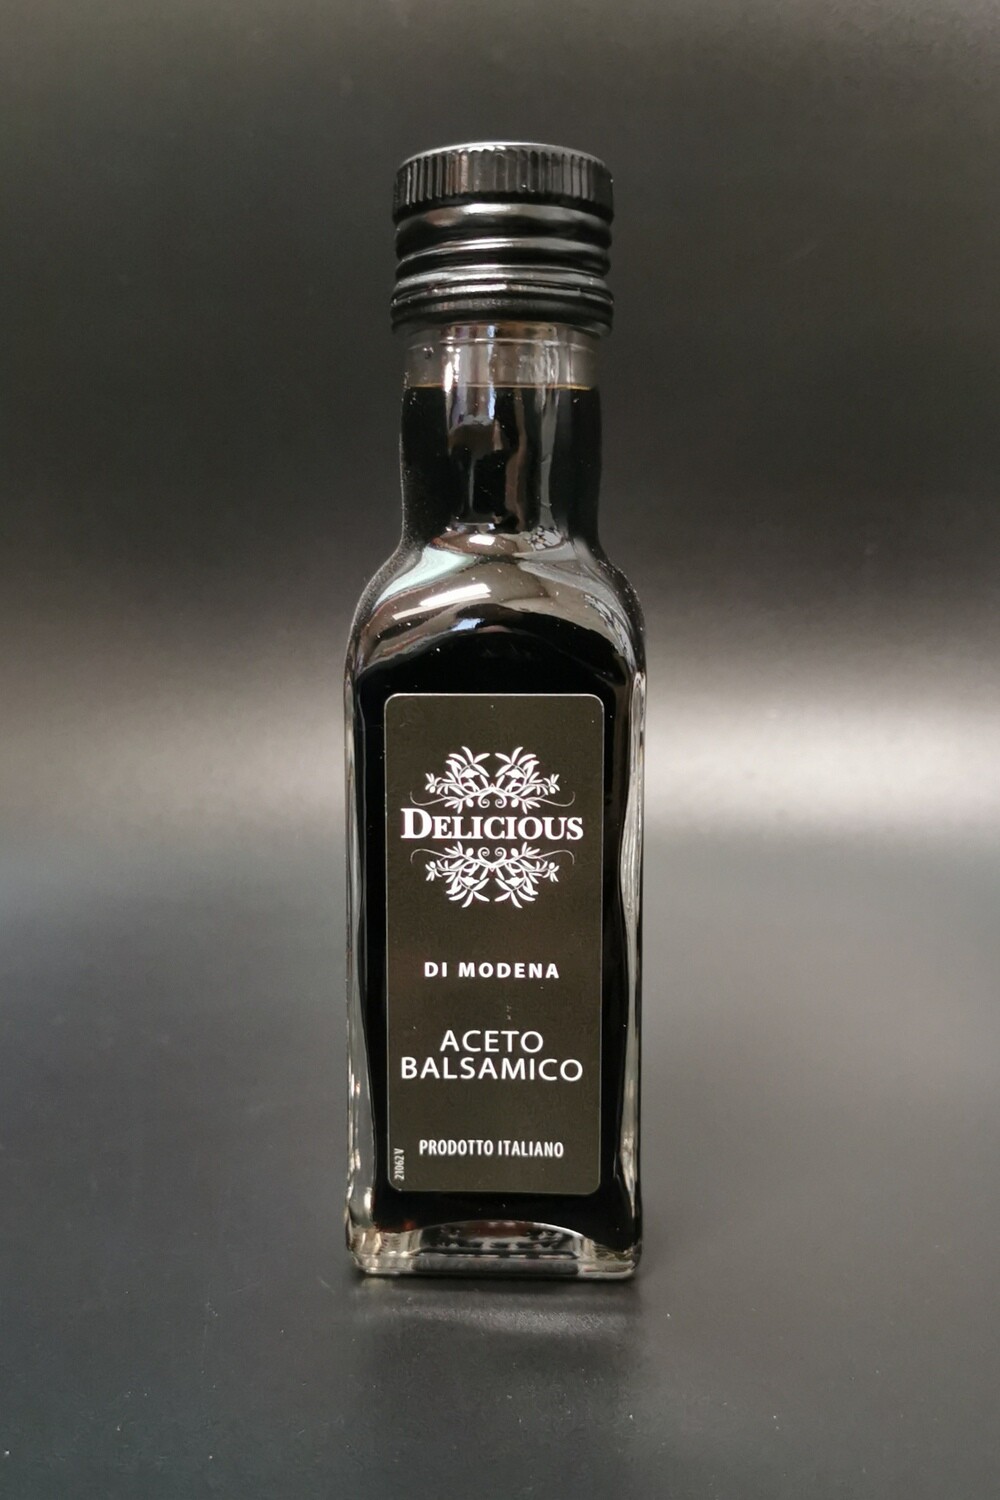 DELICIOUS
DI MODENA
ACETO
BALSAMICO
PRODOTTO ITALIANO
21062V